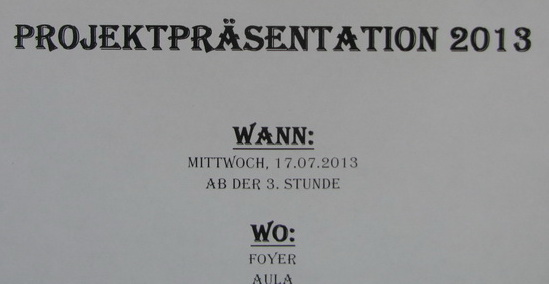 PROJEKTPRÄSENTATION 2013
WANN:
MITTWOCH, 17.07.2013
AB DER 3. STUNDE
WO:
FOYER
AULA